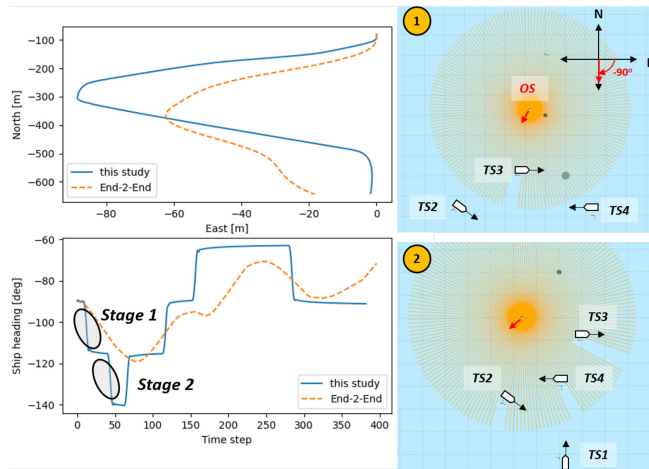 −100
−200
−300
−400
−500
−600
North [m]
this study
End-2-End
−80
−60
−40
−20
0
East [m]
−60
−80
−100
−120
−140
Ship heading [deg]
Stage 1
Stage 2
this study
End-2-End
0
50
100
150
200
250
300
350
400
Time step
1
N
-90°
OS
TS3
TS2
TS4
2
TS3
TS2
TS4
TS1